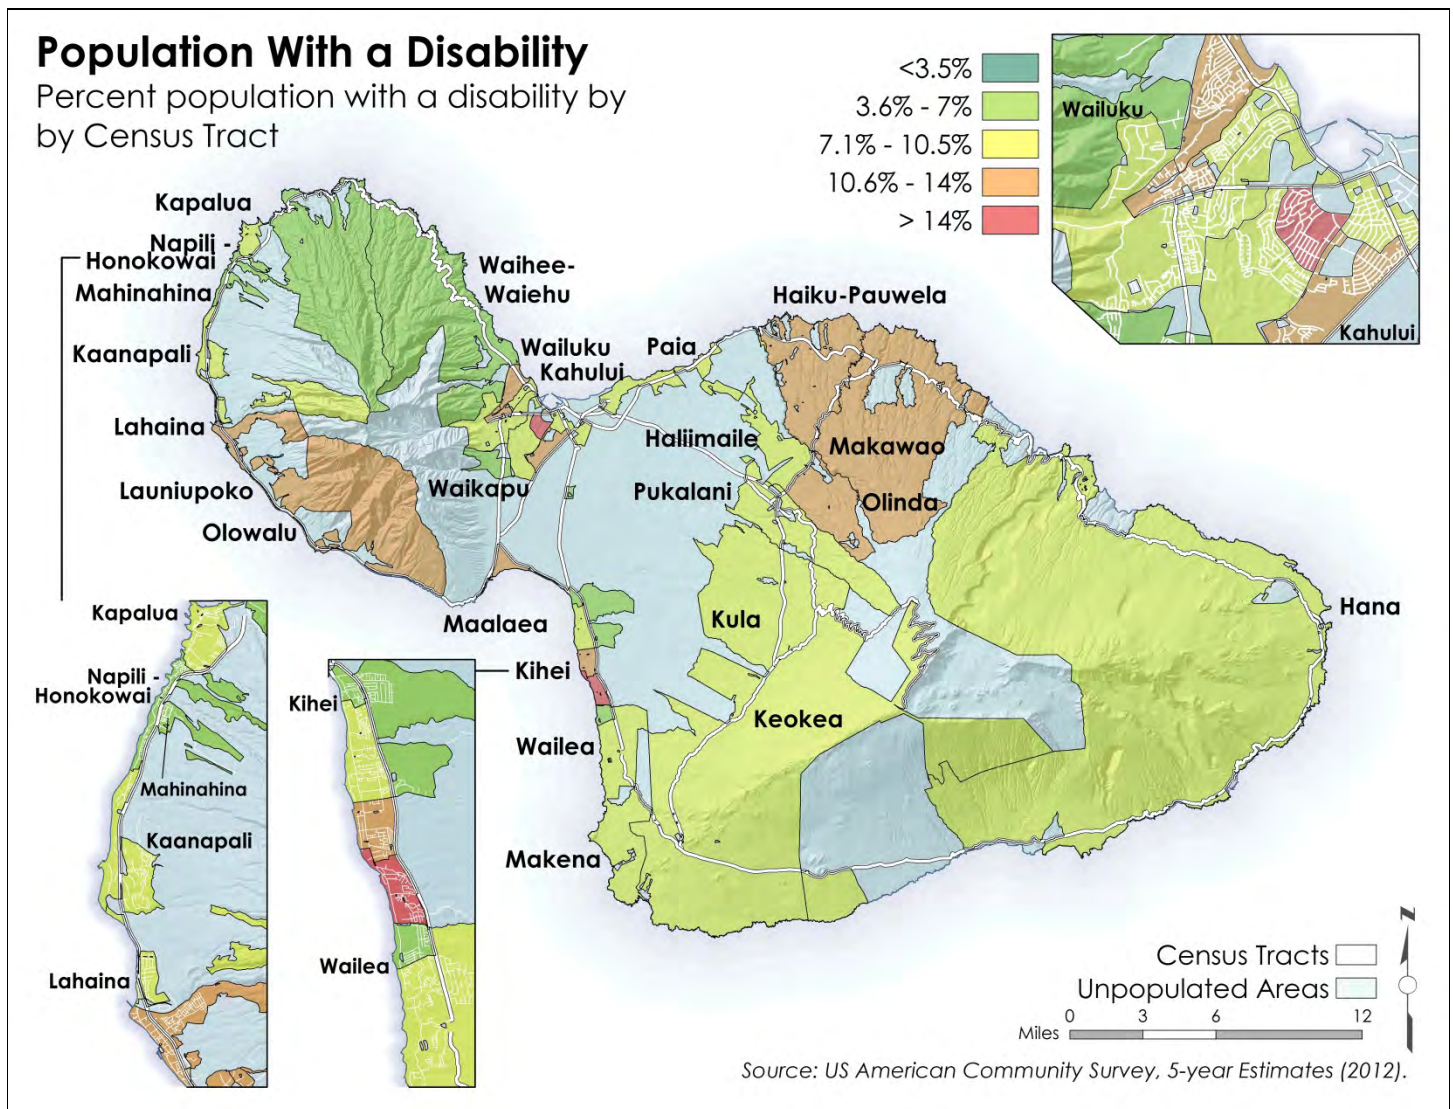 Population With a Disability
Percent population with a disability by
by Census Tract
<3.5%
3.6% - 7%
7.1% - 10.5%
10.6% - 14%
> 14%
Wailuku
Kahului
Kapalua
Napili -
Honokowai
Mahinahina
Kaanapali
Lahaina
Launiupoko
Olowalu
Waihee-
Waiehu
Wailuku
Kahului
Waikapu
Maalaea
Paia
Haiku-Pauwela
Haliimaile
Makawao
Pukalani
Olinda
Kula
Keokea
Hana
Kihei
Wailea
Makena
Kapalua
Napili -
Honokowai
Mahinahina
Kaanapali
Lahaina
Kihei
Wailea
N
Census Tracts
Unpopulated Areas
0 3 6 12
Miles
Source: US American Community Survey, 5-year Estimates (2012).